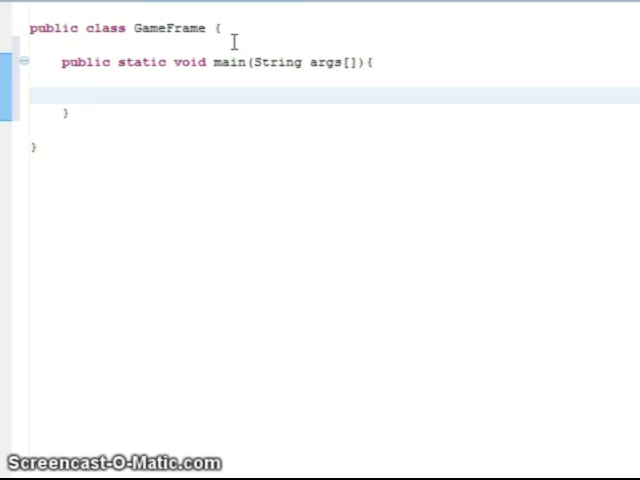 public class GameFrame {
public static void main(String args[]){
}
}
Screencast-O-Matic.com